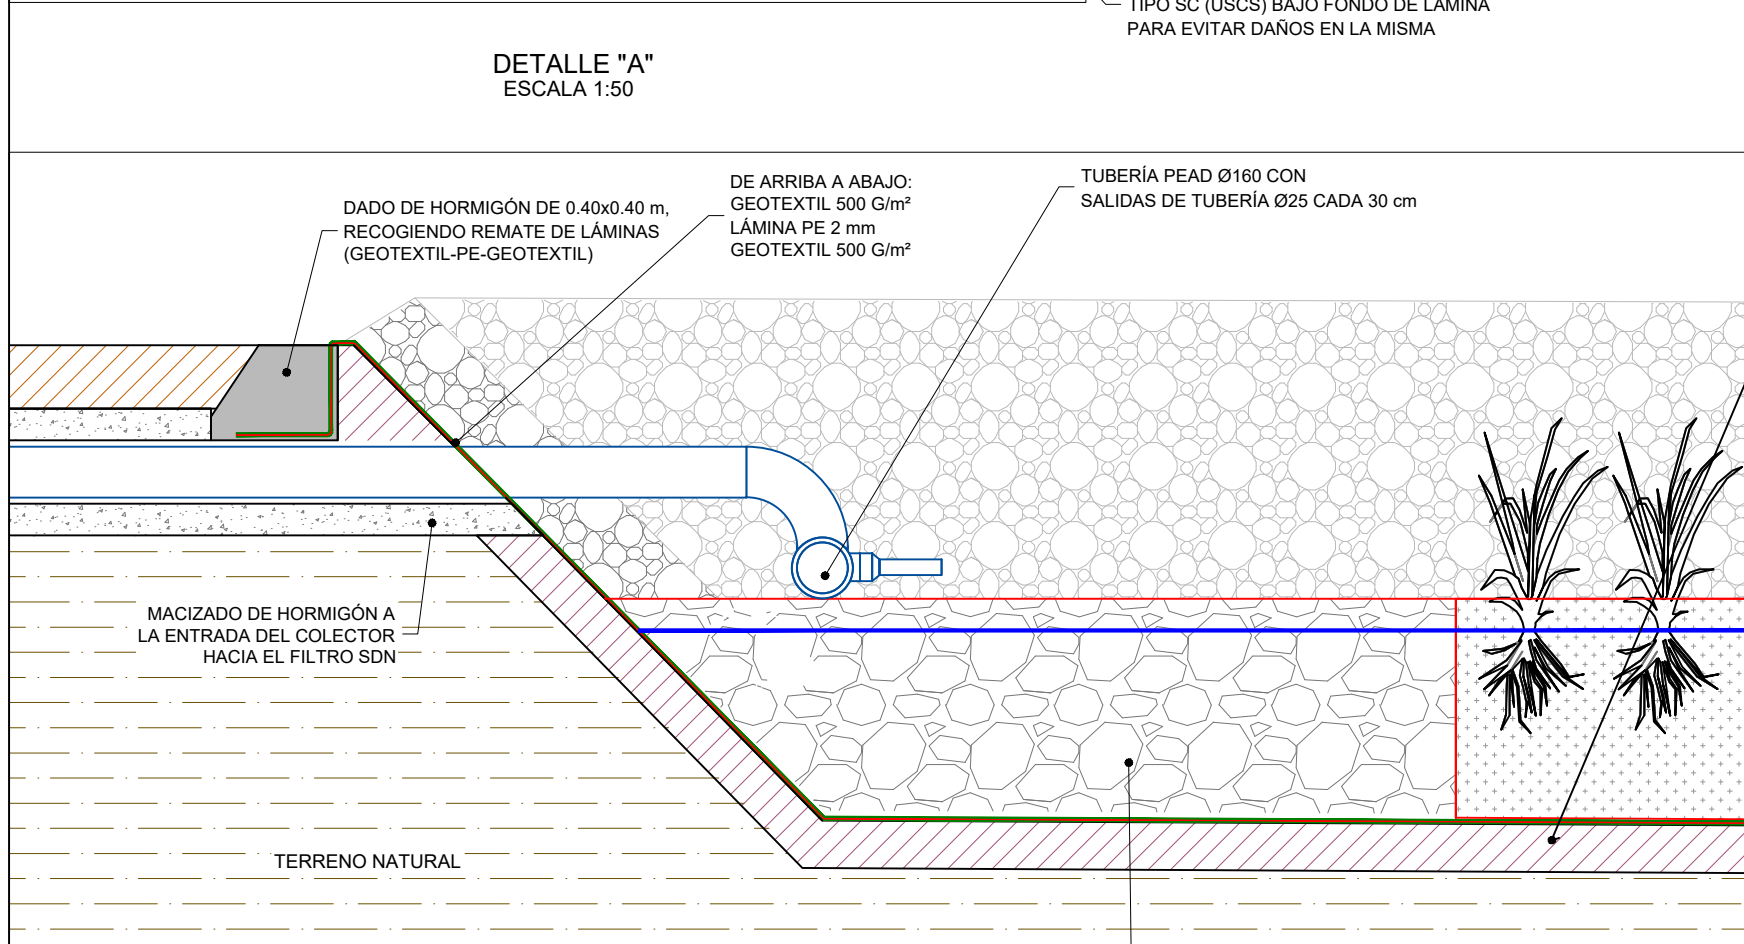 TIPO SC (USCS) BAJO FONDO DE LÁMINA
PARA EVITAR DAÑOS EN LA MISMA
DETALLE "A"
ESCALA 1:50
DADO DE HORMIGÓN DE 0.40x0.40 m,
RECOGIENDO REMATE DE LÁMINAS
(GEOTEXTIL-PE-GEOTEXTIL)
DE ARRIBA A ABAJO:
GEOTEXTIL 500 G/m²
LÁMINA PE 2 mm
GEOTEXTIL 500 G/m²
TUBERÍA PEAD Ø160 CON
SALIDAS DE TUBERÍA Ø25 CADA 30 cm
MACIZADO DE HORMIGÓN A
LA ENTRADA DEL COLECTOR
HACIA EL FILTRO SDN
TERRENO NATURAL